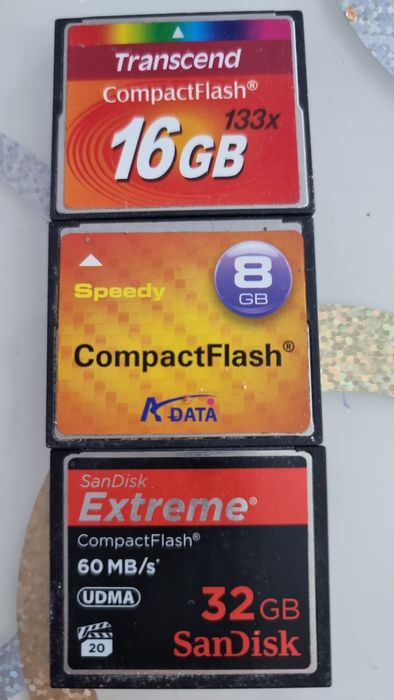 Transcend
CompactFlash®
133x
16GB
8
GB
Speedy
CompactFlash®
ADATA
SanDisk
Extreme®
CompactFlash®
60 MB/s*
UDMA
20
32GB
SanDisk